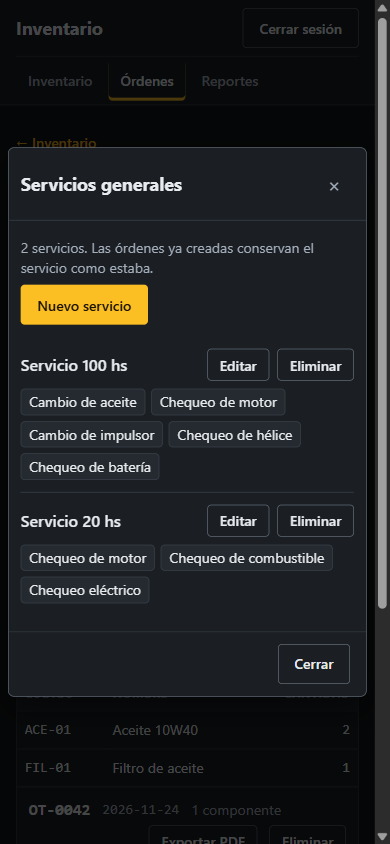 Inventario
Cerrar sesión
Inventario Órdenes Reportes
← Inventario
Servicios generales ×
2 servicios. Las órdenes ya creadas conservan el
servicio como estaba.
Nuevo servicio
Servicio 100 hs Editar Eliminar
Cambio de aceite Chequeo de motor
Cambio de impulsor Chequeo de hélice
Chequeo de batería
Servicio 20 hs Editar Eliminar
Chequeo de motor Chequeo de combustible
Chequeo eléctrico
Cerrar
ACE-01 Aceite 10W40 2
FIL-01 Filtro de aceite 1
OT-0042 2026-11-24 1 componente
Exportar PDF Eliminar